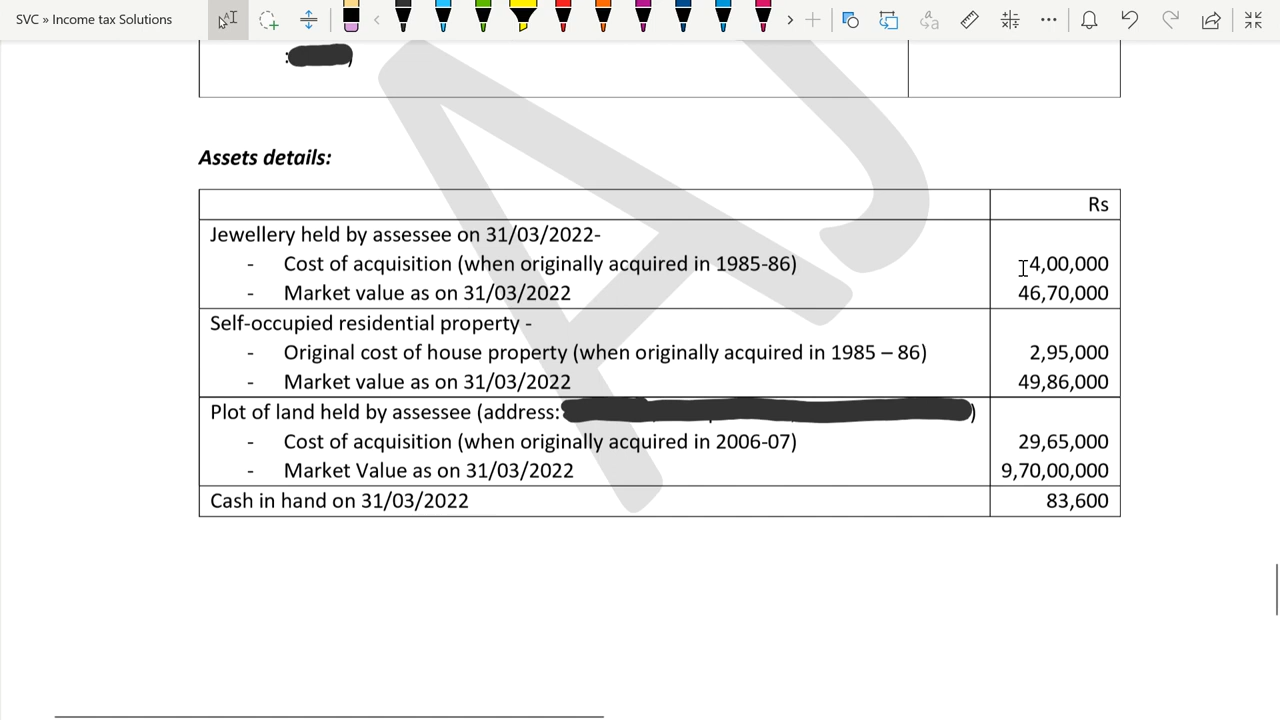 SVC » Income tax Solutions
Assets details:
Rs
Jewellery held by assessee on 31/03/2022-
- Cost of acquisition (when originally acquired in 1985-86) 4,00,000
- Market value as on 31/03/2022 46,70,000
Self-occupied residential property -
- Original cost of house property (when originally acquired in 1985 – 86) 2,95,000
- Market value as on 31/03/2022 49,86,000
Plot of land held by assessee (address: )
- Cost of acquisition (when originally acquired in 2006-07) 29,65,000
- Market Value as on 31/03/2022 9,70,00,000
Cash in hand on 31/03/2022 83,600